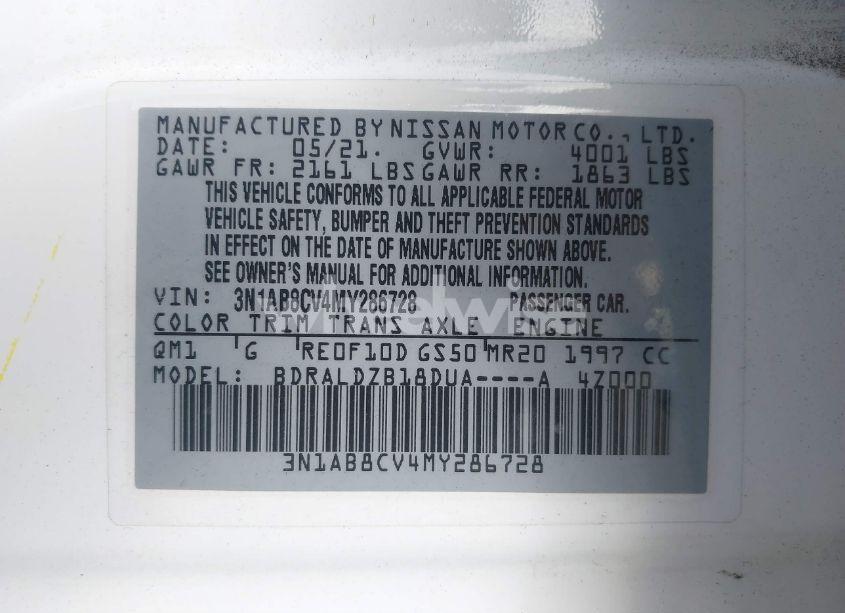 MANUFACTURED BY NISSAN MOTOR CO., LTD.
DATE: 05/21. GVWR: 4001 LBS
GAWR FR: 2161 LBS GAWR RR: 1863 LBS
THIS VEHICLE CONFORMS TO ALL APPLICABLE FEDERAL MOTOR
VEHICLE SAFETY, BUMPER AND THEFT PREVENTION STANDARDS
IN EFFECT ON THE DATE OF MANUFACTURE SHOWN ABOVE.
SEE OWNER'S MANUAL FOR ADDITIONAL INFORMATION.
VIN: 3N1AB8CV4MY286728 PASSENGER CAR.
COLOR TRIM TRANS AXLE ENGINE
QM1 G RE0F10D GS50 MR20 1997 CC
MODEL: BDRALDZB18DUA----A 4Z000
3N1AB8CV4MY286728